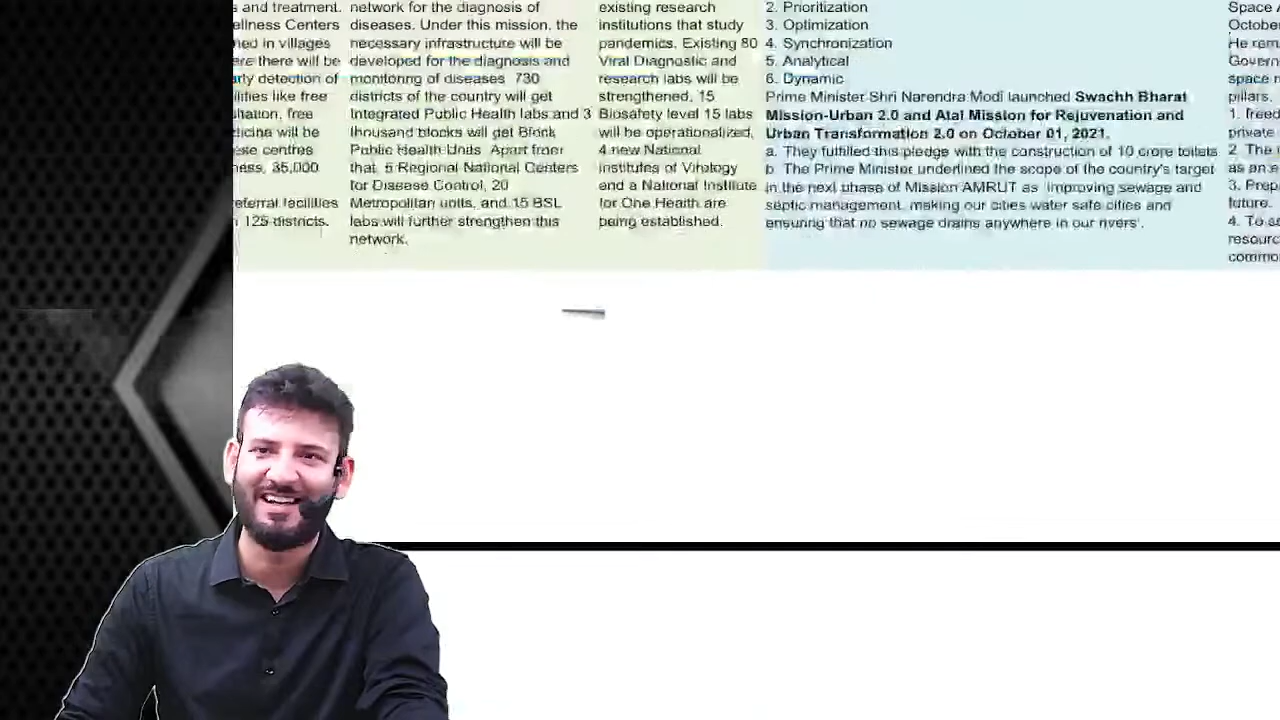 s and treatment.
ellness Centers
ned in villages
ere there will be
arly detection of
ilities like free
ultation, free
dicine will be
ese centres
ness, 35,000
referral facilities
125 districts.
network for the diagnosis of
diseases. Under this mission, the
necessary infrastructure will be
developed for the diagnosis and
monitoring of diseases 730
districts of the country will get
Integrated Public Health labs and 3
thousand blocks will get Block
Public Health Units Apart from
that, 5 Regional National Centers
for Disease Control, 20
Metropolitan units, and 15 BSL
labs will further strengthen this
network.
existing research
institutions that study
pandemics. Existing 80
Viral Diagnostic and
research labs will be
strengthened, 15
Biosafety level 15 labs
will be operationalized,
4 new National
Institutes of Virology
and a National Institute
for One Health are
being established.
2. Prioritization
3. Optimization
4. Synchronization
5. Analytical
6. Dynamic
Prime Minister Shri Narendra Modi launched Swachh Bharat
Mission-Urban 2.0 and Atal Mission for Rejuvenation and
Urban Transformation 2.0 on October 01, 2021.
a. They fulfilled this pledge with the construction of 10 crore toilets
b The Prime Minister underlined the scope of the country's target
in the next phase of Mission AMRUT as 'improving sewage and
septic management, making our cities water safe cities and
ensuring that no sewage drains anywhere in our rivers'.
Space
Octobe
He rem
Govern
space
pillars.
1. freed
private
2. The
as an e
3. Prep
future.
4. To
resourc
commo